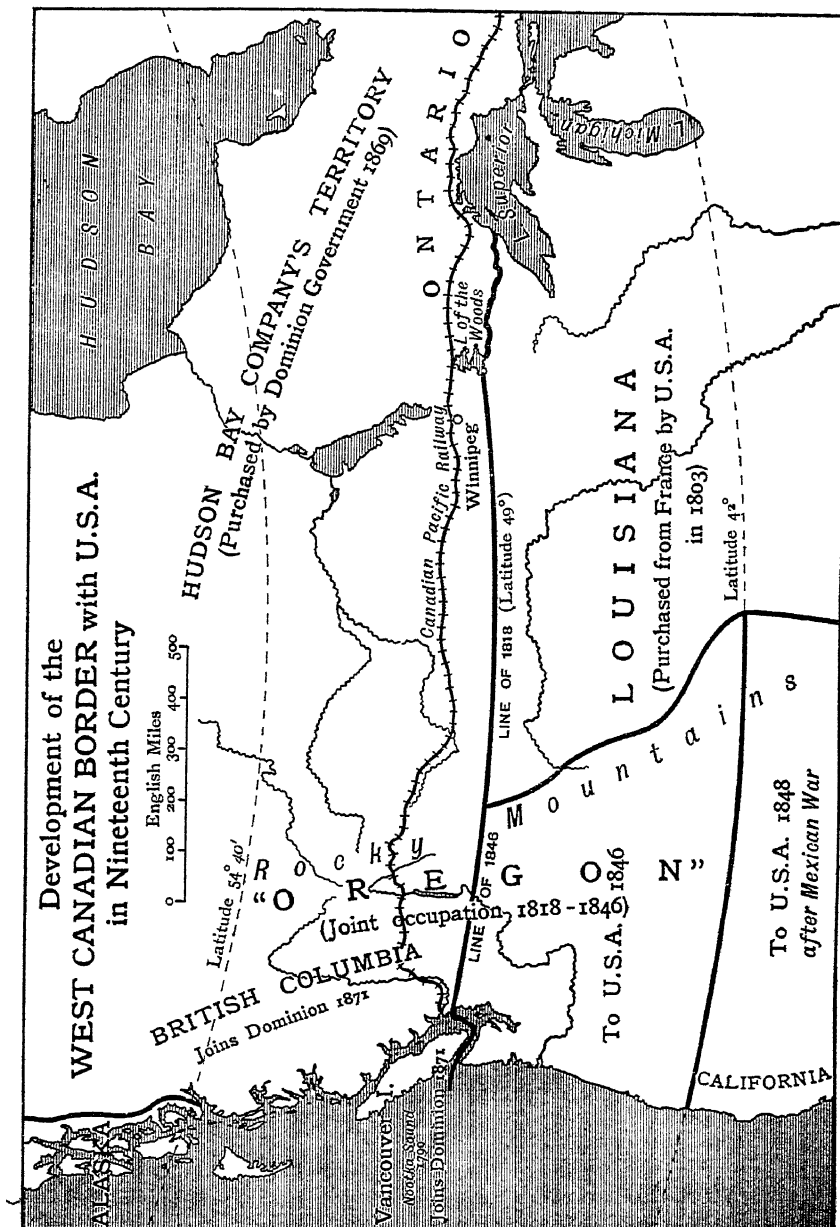 Development of the
WEST CANADIAN BORDER with U.S.A.
in Nineteenth Century
English Miles
0 100 200 300 400 500
HUDSON
BAY
HUDSON BAY COMPANY'S TERRITORY
(Purchased by Dominion Government 1869)
ALASKA
Latitude 54° 40'
BRITISH COLUMBIA
Joins Dominion 1871
Rocky
"OREGON"
(Joint occupation 1818-1846)
Vancouver I.
Nootka Sound
1790
Joins Dominion 1871
Canadian Pacific Railway
Winnipeg
L of the
Woods
ONTARIO
L Superior
L. Michigan
LINE OF 1846
LINE OF 1818 (Latitude 49°)
Mountains
To U.S.A. 1846
LOUISIANA
(Purchased from France by U.S.A.
in 1803)
Latitude 42°
CALIFORNIA
To U.S.A. 1848
after Mexican War